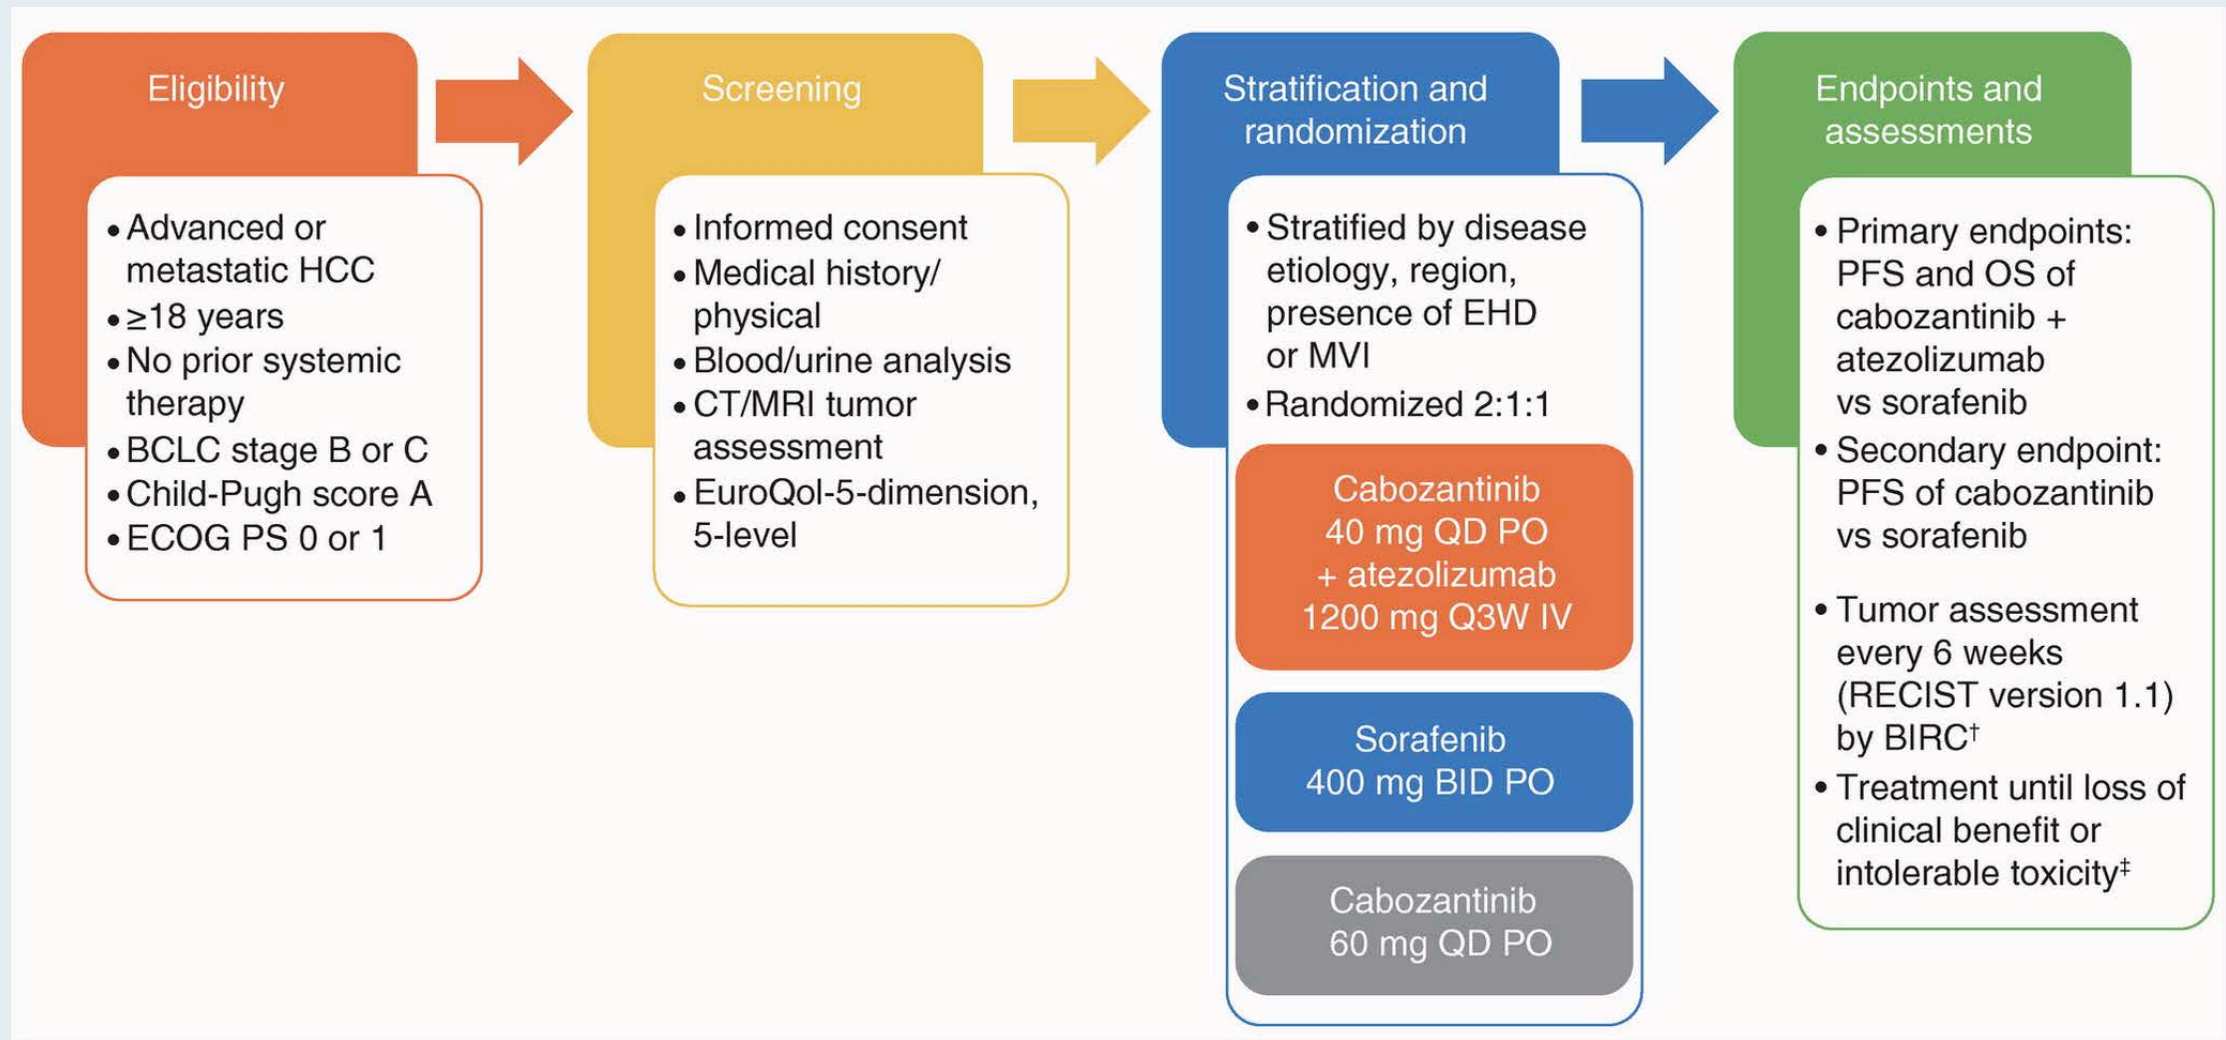 Eligibility
• Advanced or
metastatic HCC
• ≥18 years
• No prior systemic
therapy
• BCLC stage B or C
• Child-Pugh score A
• ECOG PS 0 or 1
Screening
• Informed consent
• Medical history/
physical
• Blood/urine analysis
• CT/MRI tumor
assessment
• EuroQol-5-dimension,
5-level
Stratification and
randomization
• Stratified by disease
etiology, region,
presence of EHD
or MVI
• Randomized 2:1:1
Cabozantinib
40 mg QD PO
+ atezolizumab
1200 mg Q3W IV
Sorafenib
400 mg BID PO
Cabozantinib
60 mg QD PO
Endpoints and
assessments
• Primary endpoints:
PFS and OS of
cabozantinib +
atezolizumab
vs sorafenib
• Secondary endpoint:
PFS of cabozantinib
vs sorafenib
• Tumor assessment
every 6 weeks
(RECIST version 1.1)
by BIRC†
• Treatment until loss of
clinical benefit or
intolerable toxicity‡